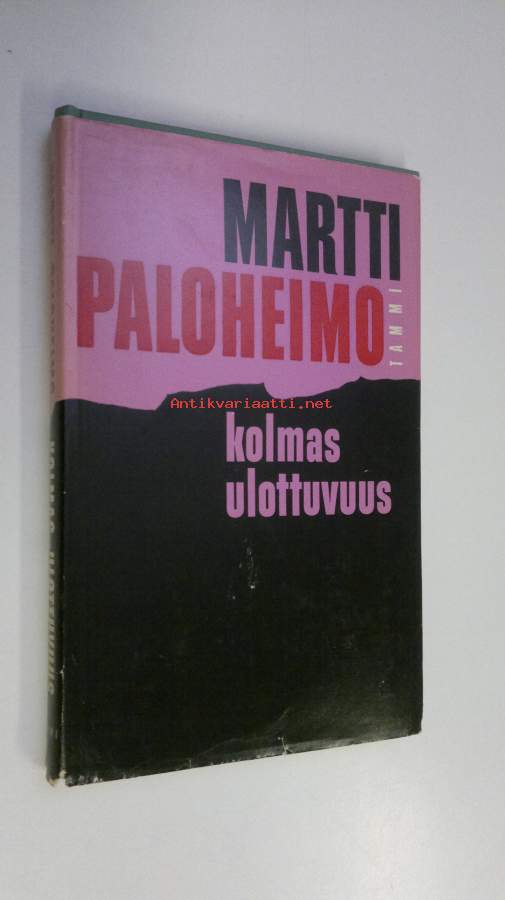 MARTTI
PALOHEIMO
TAMMI
Antikvariaatti.net
kolmas
ulottuvuus